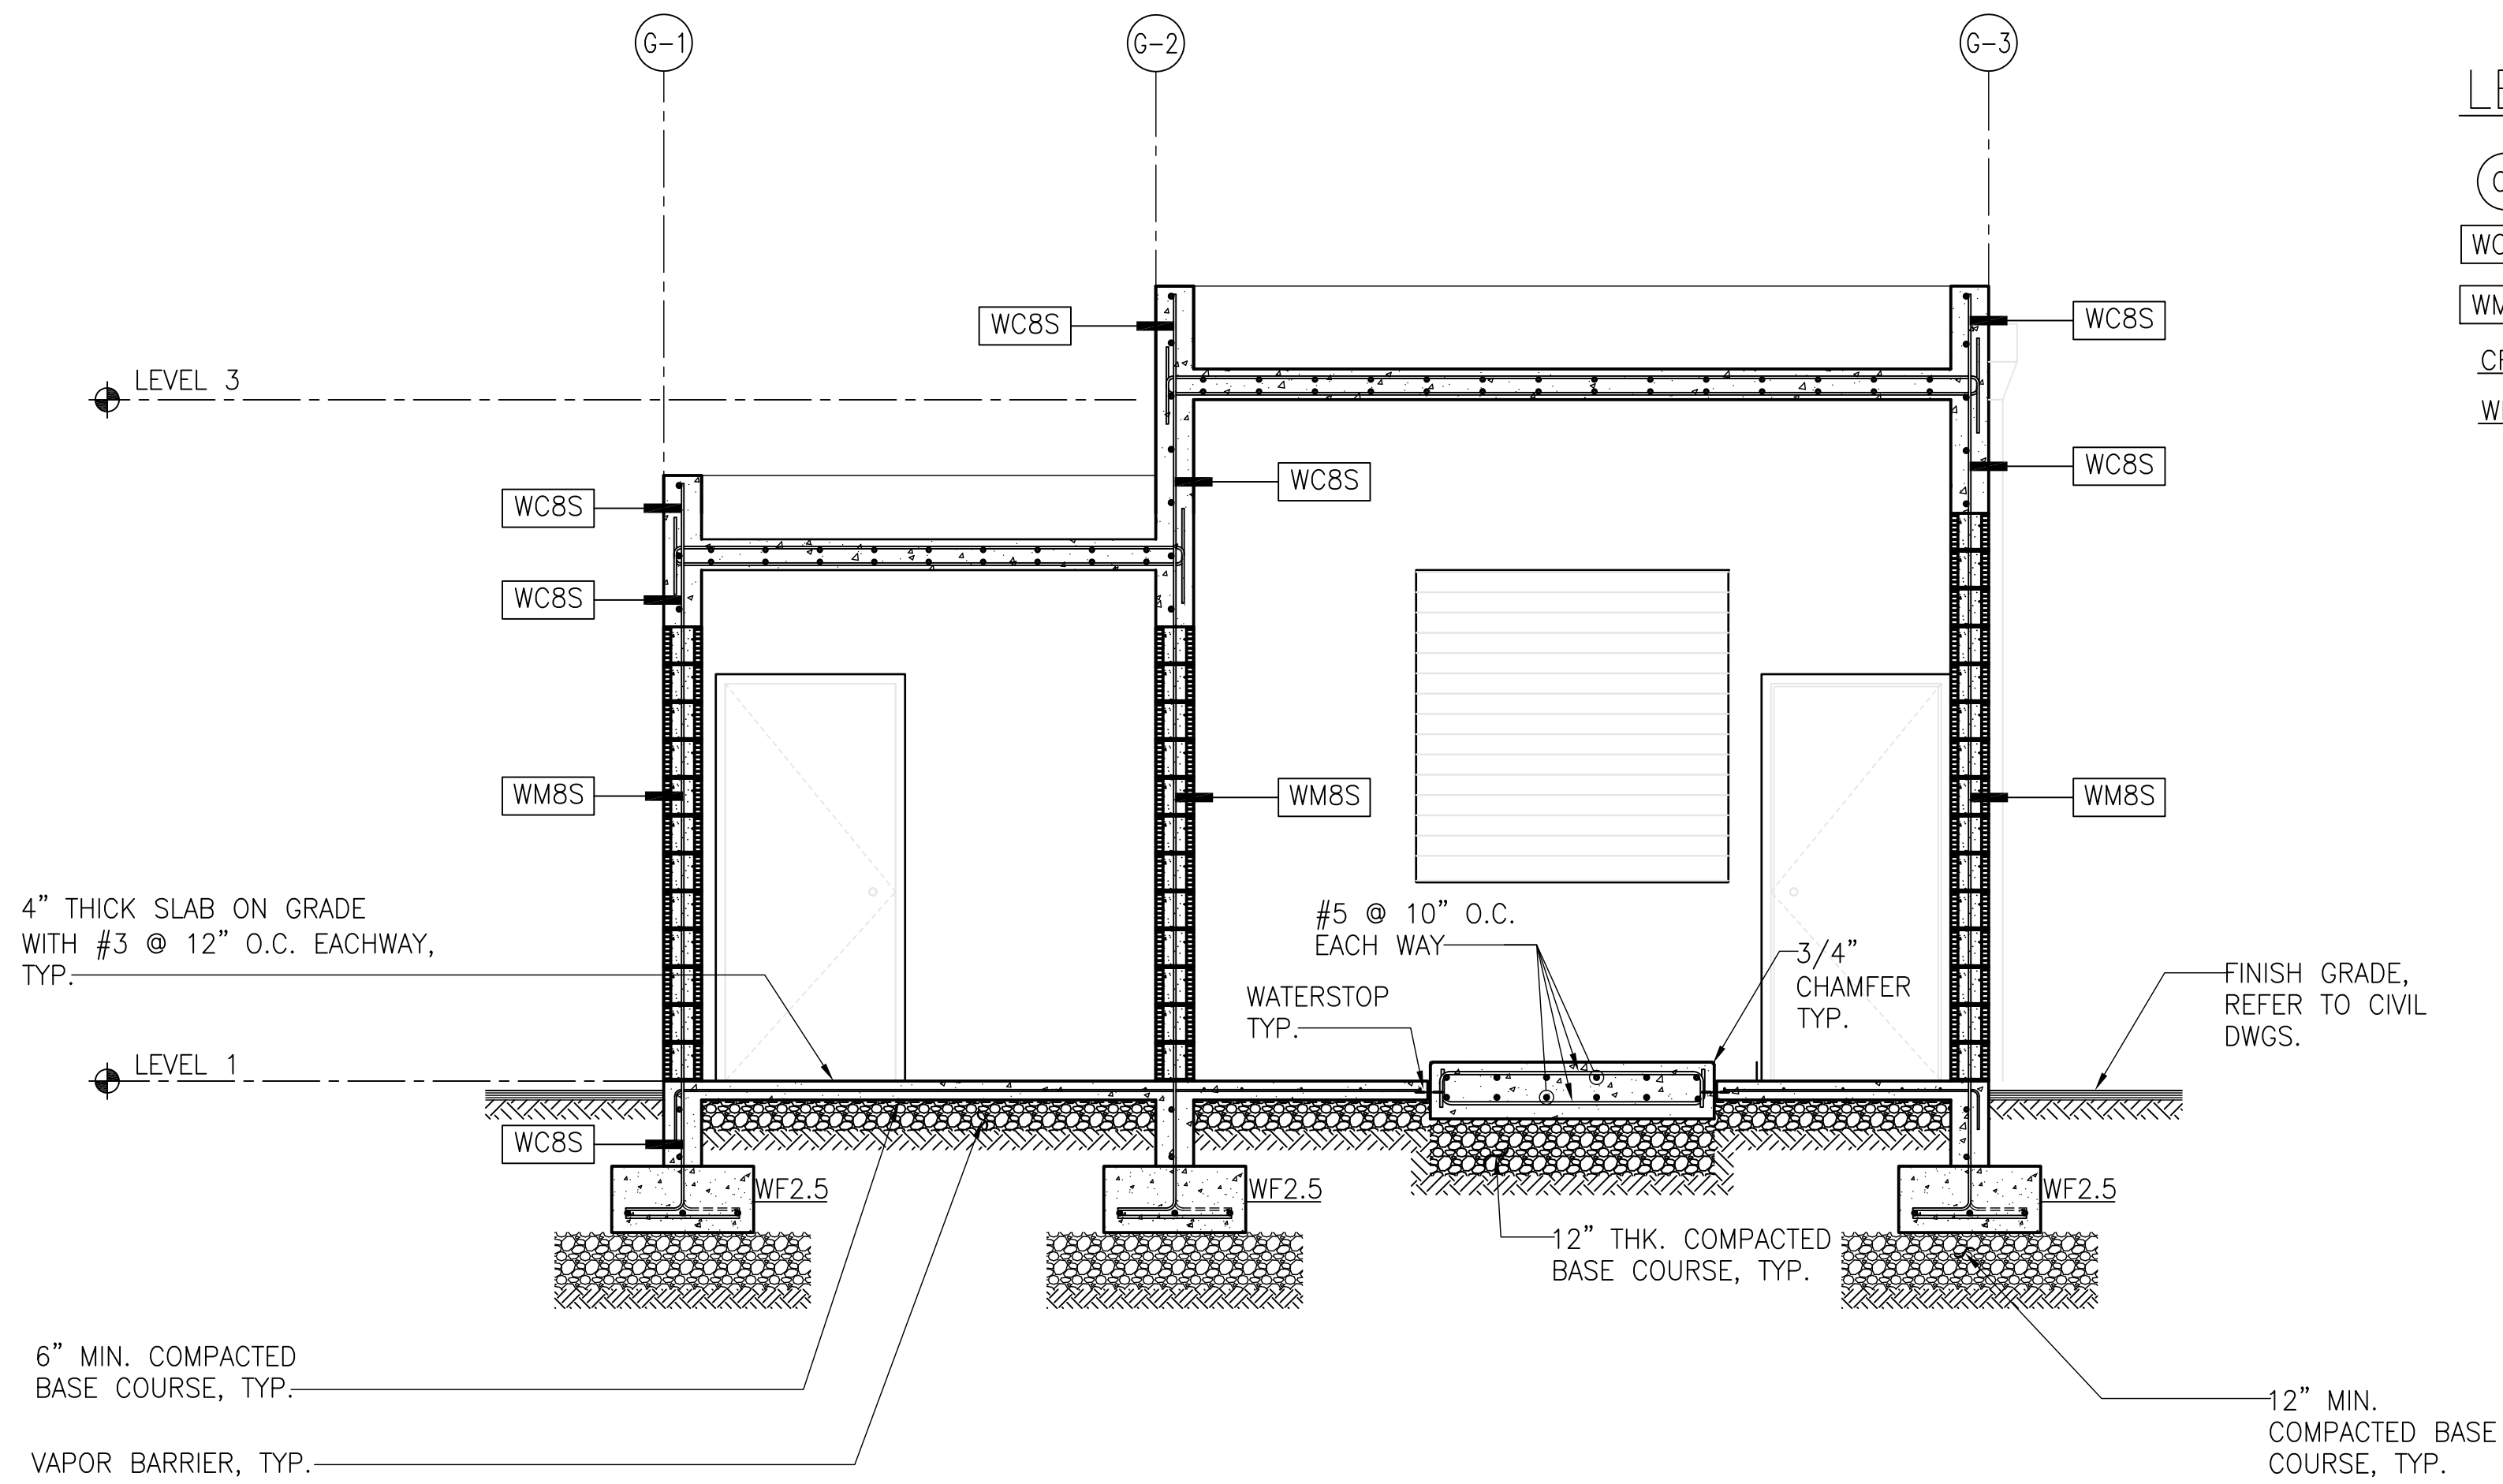 G-1
G-2
G-3
LE
WC
WM
WC8S
WC8S
LEVEL 3
WC8S
WC8S
WC8S
WC8S
WM8S
WM8S
WM8S
4” THICK SLAB ON GRADE
WITH #3 @ 12” O.C. EACHWAY,
TYP.
#5 @ 10” O.C.
EACH WAY
WATERSTOP
TYP.
3/4”
CHAMFER
TYP.
FINISH GRADE,
REFER TO CIVIL
DWGS.
LEVEL 1
WC8S
WF2.5
WF2.5
WF2.5
12” THK. COMPACTED
BASE COURSE, TYP.
6” MIN. COMPACTED
BASE COURSE, TYP.
VAPOR BARRIER, TYP.
12” MIN.
COMPACTED BASE
COURSE, TYP.